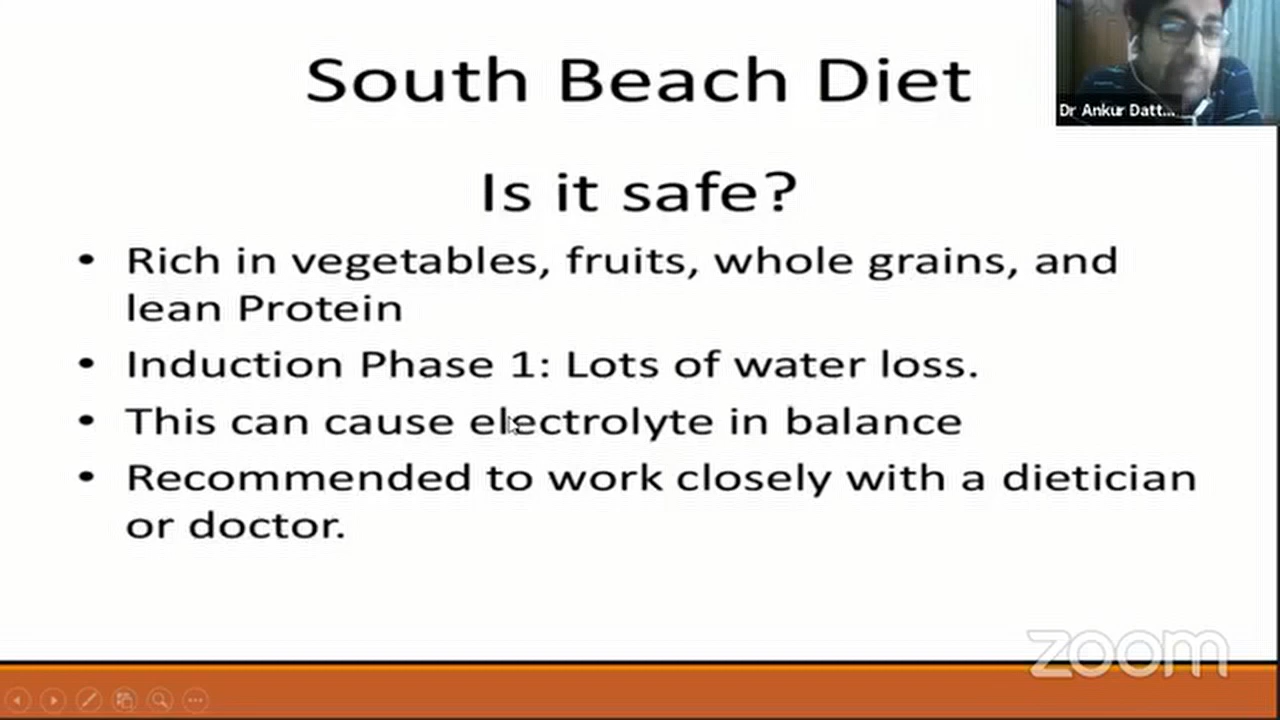 South Beach Diet
Dr Ankur Datt...
Is it safe?
• Rich in vegetables, fruits, whole grains, and
lean Protein
• Induction Phase 1: Lots of water loss.
• This can cause electrolyte in balance
• Recommended to work closely with a dietician
or doctor.
zoom